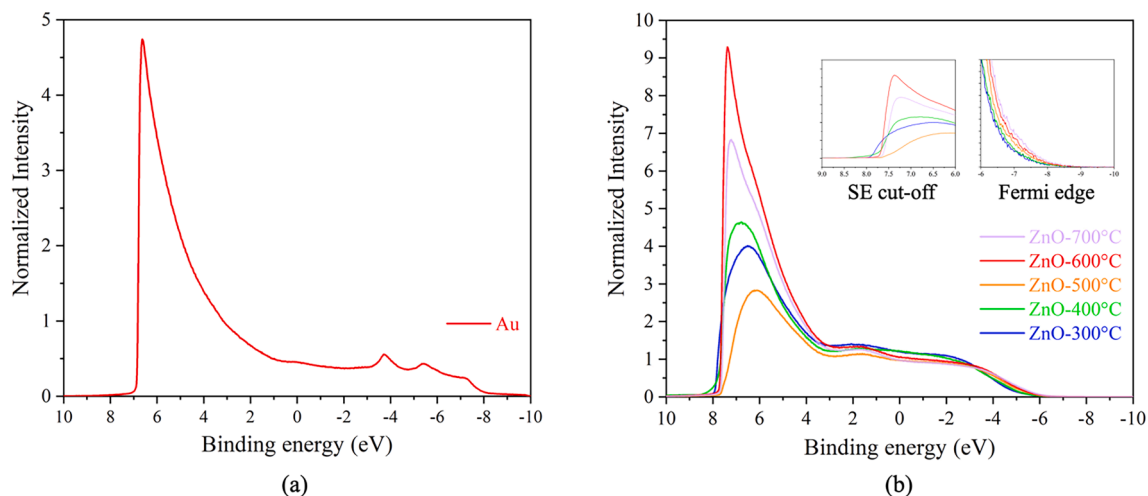 5
4
3
2
1
0
Normalized Intensity
Au
10 8 6 4 2 0 -2 -4 -6 -8 -10
Binding energy (eV)
(a)
10
9
8
7
6
5
4
3
2
1
0
Normalized Intensity
9.0 8.5 8.0 7.5 7.0 6.5 6.0
SE cut-off
-6 -7 -8 -9 -10
Fermi edge
ZnO-700°C
ZnO-600°C
ZnO-500°C
ZnO-400°C
ZnO-300°C
10 8 6 4 2 0 -2 -4 -6 -8 -10
Binding energy (eV)
(b)